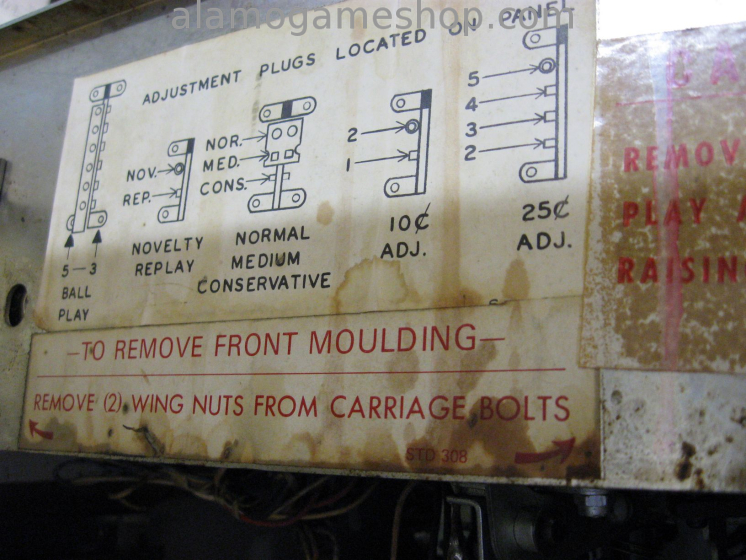 alamogameshop.com
ADJUSTMENT PLUGS LOCATED ON PANEL
NOV.
REP.
NOR.
MED.
CONS.
2
1
5
4
3
2
5 — 3
BALL
PLAY
NOVELTY
REPLAY
NORMAL
MEDIUM
CONSERVATIVE
10¢
ADJ.
25¢
ADJ.
—TO REMOVE FRONT MOULDING—
REMOVE (2) WING NUTS FROM CARRIAGE BOLTS
STD 308
CA
REMOV
PLAY A
RAISIN